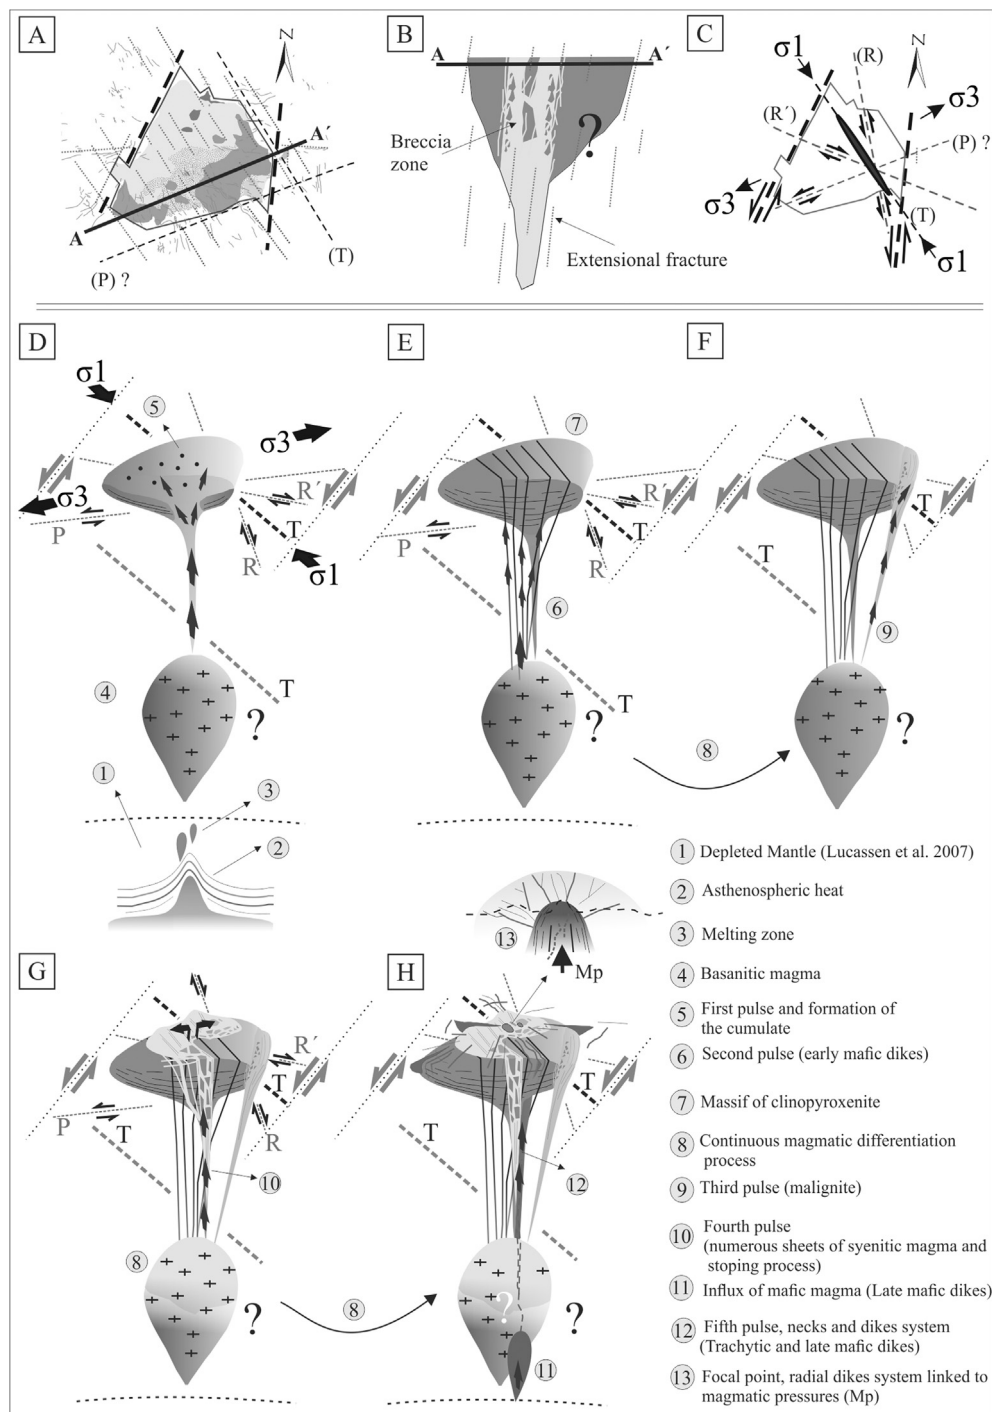 A
N
A´
A
(T)
(P) ?
B
A
A´
Breccia
zone
?
Extensional fracture
C
σ1
(R)
N
σ3
(R´)
(P) ?
σ3
(T)
σ1
D
σ1
5
σ3
σ3
R´
P
T
R
σ1
T
4
?
1
3
2
E
7
R´
T
P
R
6
T
?
8
F
T
T
9
?
1 Depleted Mantle (Lucassen et al. 2007)
2 Asthenospheric heat
3 Melting zone
4 Basanitic magma
5 First pulse and formation of
the cumulate
6 Second pulse (early mafic dikes)
7 Massif of clinopyroxenite
8 Continuous magmatic differentiation
process
9 Third pulse (malignite)
10 Fourth pulse
(numerous sheets of syenitic magma and
stoping process)
11 Influx of mafic magma (Late mafic dikes)
12 Fifth pulse, necks and dikes system
(Trachytic and late mafic dikes)
13 Focal point, radial dikes system linked to
magmatic pressures (Mp)
13
Mp
G
R´
T
P
T
R
10
8
?
8
H
T
T
12
?
?
11